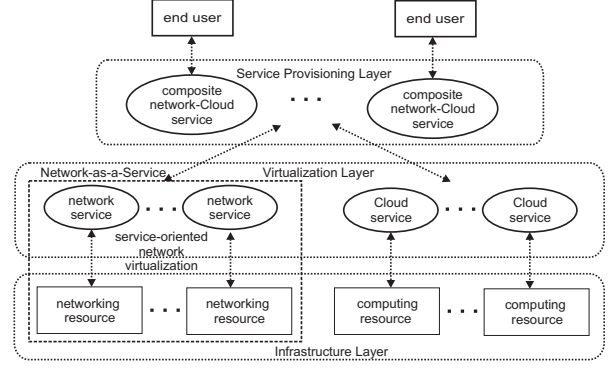 end user
end user
Service Provisioning Layer
composite
network-Cloud
service
. . .
composite
network-Cloud
service
Network-as-a-Service
Virtualization Layer
network
service
. . .
network
service
Cloud
service
. . .
Cloud
service
service-oriented
network
virtualization
networking
resource
. . .
networking
resource
computing
resource
. . .
computing
resource
Infrastructure Layer